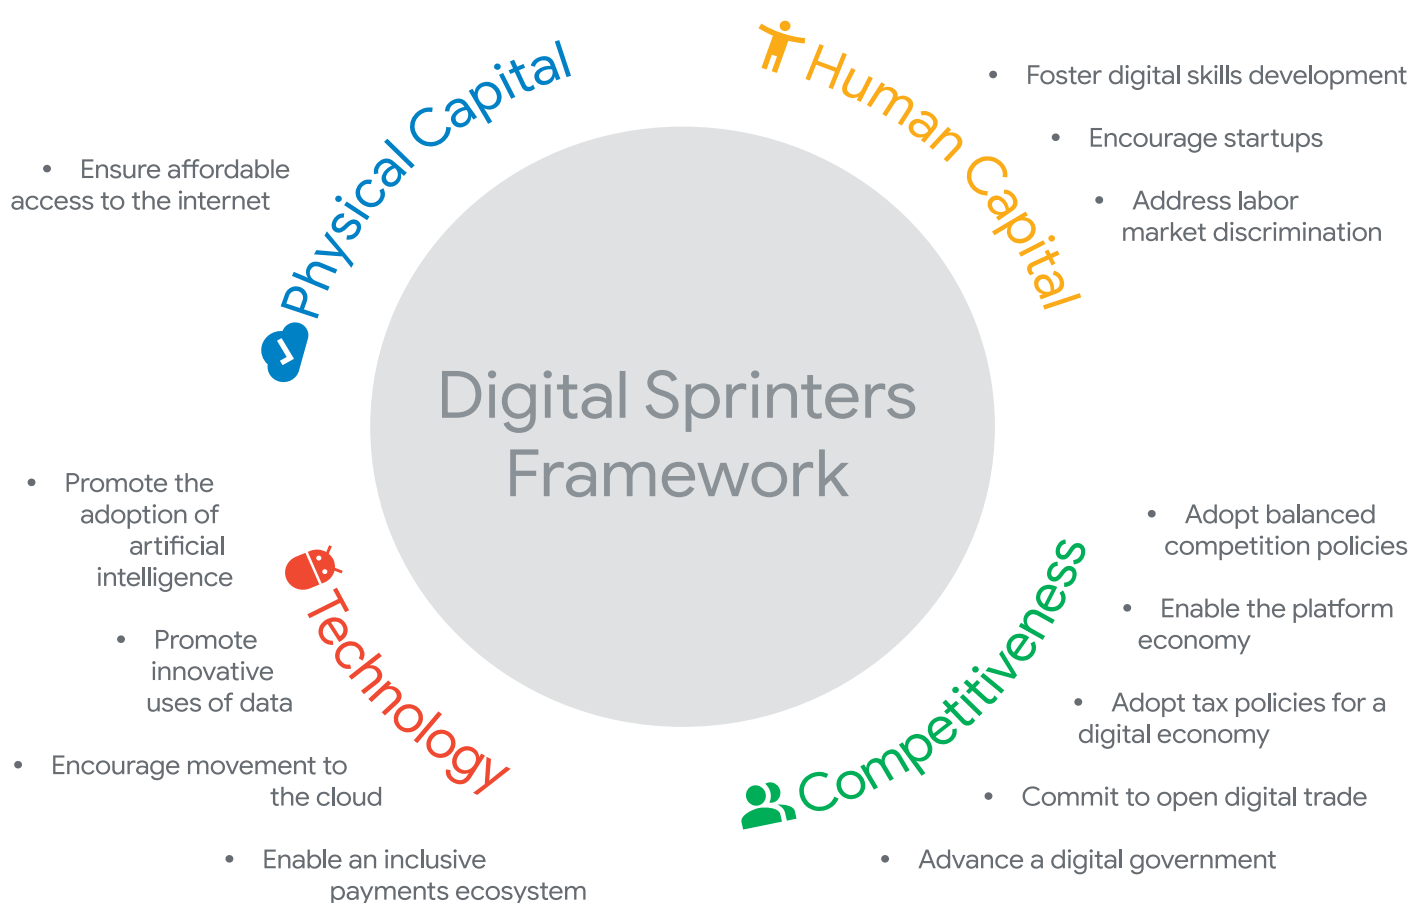 Physical Capital
• Ensure affordable
access to the internet
Human Capital
• Foster digital skills development
• Encourage startups
• Address labor
market discrimination
Digital Sprinters
Framework
Technology
• Promote the
adoption of
artificial
intelligence
• Promote
innovative
uses of data
• Encourage movement to
the cloud
• Enable an inclusive
payments ecosystem
Competitiveness
• Adopt balanced
competition policies
• Enable the platform
economy
• Adopt tax policies for a
digital economy
• Commit to open digital trade
• Advance a digital government